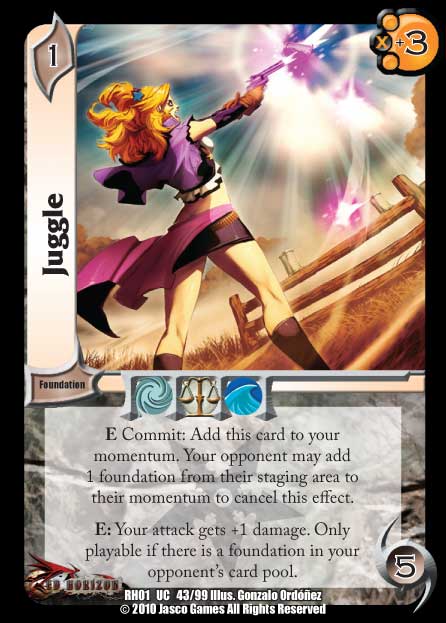 1
X +3
Juggle
Foundation
E Commit: Add this card to your
momentum. Your opponent may add
1 foundation from their staging area to
their momentum to cancel this effect.
E: Your attack gets +1 damage. Only
playable if there is a foundation in your
opponent's card pool.
RED HORIZON
5
RH01 UC 43/99 Illus. Gonzalo Ordóñez
© 2010 Jasco Games All Rights Reserved